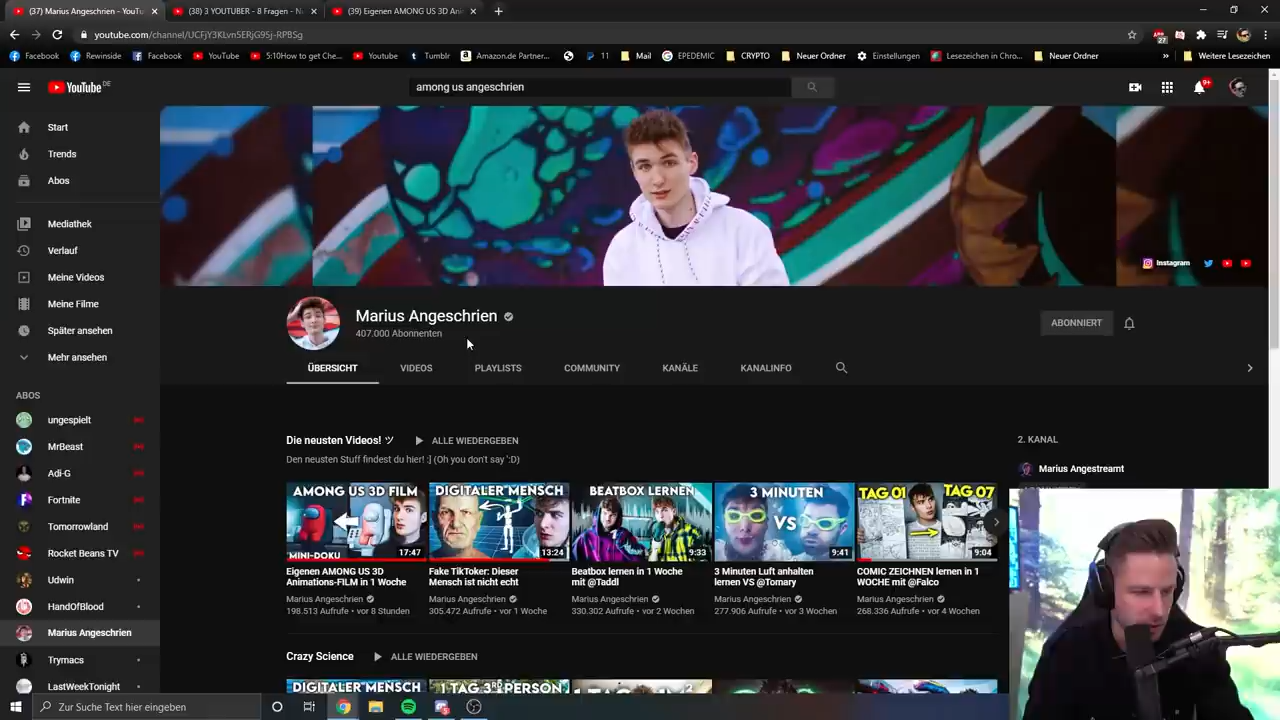 (37) Marius Angeschrien - YouTu
(38) 3 YOUTUBER - 8 Fragen - N
(39) Eigenen AMONG US 3D An
youtube.com/channel/UCFjY3KLvn5ERjG95j-RPBSg
Facebook
Rewinside
Facebook
YouTube
5:10How to get Che...
Youtube
Tumblr
Amazon.de Partner...
11
Mail
EPEDEMIC
CRYPTO
Neuer Ordner
Einstellungen
Lesezeichen in Chro...
Neuer Ordner
»
Weitere Lesezeichen
YouTube DE
among us angeschrien
9+
Start
Trends
Abos
Mediathek
Verlauf
Meine Videos
Meine Filme
Später ansehen
Mehr ansehen
ABOS
ungespielt
MrBeast
Adi-G
Fortnite
Tomorrowland
Rocket Beans TV
Udwin
HandOfBlood
Marius Angeschrien
Trymacs
LastWeekTonight
Instagram
Marius Angeschrien
407.000 Abonnenten
ABONNIERT
ÜBERSICHT
VIDEOS
PLAYLISTS
COMMUNITY
KANÄLE
KANALINFO
Die neusten Videos! ツ
ALLE WIEDERGEBEN
Den neusten Stuff findest du hier! :] (Oh you don't say ':D)
2. KANAL
Marius Angestreamt
AMONG US 3D FILM
MINI-DOKU
17:47
Eigenen AMONG US 3D
Animations-FILM in 1 Woche
Marius Angeschrien
198.513 Aufrufe • vor 8 Stunden
DIGITALER MENSCH
13:24
Fake TikToker: Dieser
Mensch ist nicht echt
Marius Angeschrien
305.472 Aufrufe • vor 1 Woche
BEATBOX LERNEN
9:33
Beatbox lernen in 1 Woche
mit @Taddl
Marius Angeschrien
330.302 Aufrufe • vor 2 Wochen
3 MINUTEN
VS
9:41
3 Minuten Luft anhalten
lernen VS @Tomary
Marius Angeschrien
277.906 Aufrufe • vor 3 Wochen
TAG 01 TAG 07
9:04
COMIC ZEICHNEN lernen in 1
WOCHE mit @Falco
Marius Angeschrien
268.336 Aufrufe • vor 4 Wochen
Crazy Science
ALLE WIEDERGEBEN
DIGITALER MENSCH
1 TAG 3RD PERSON
Zur Suche Text hier eingeben